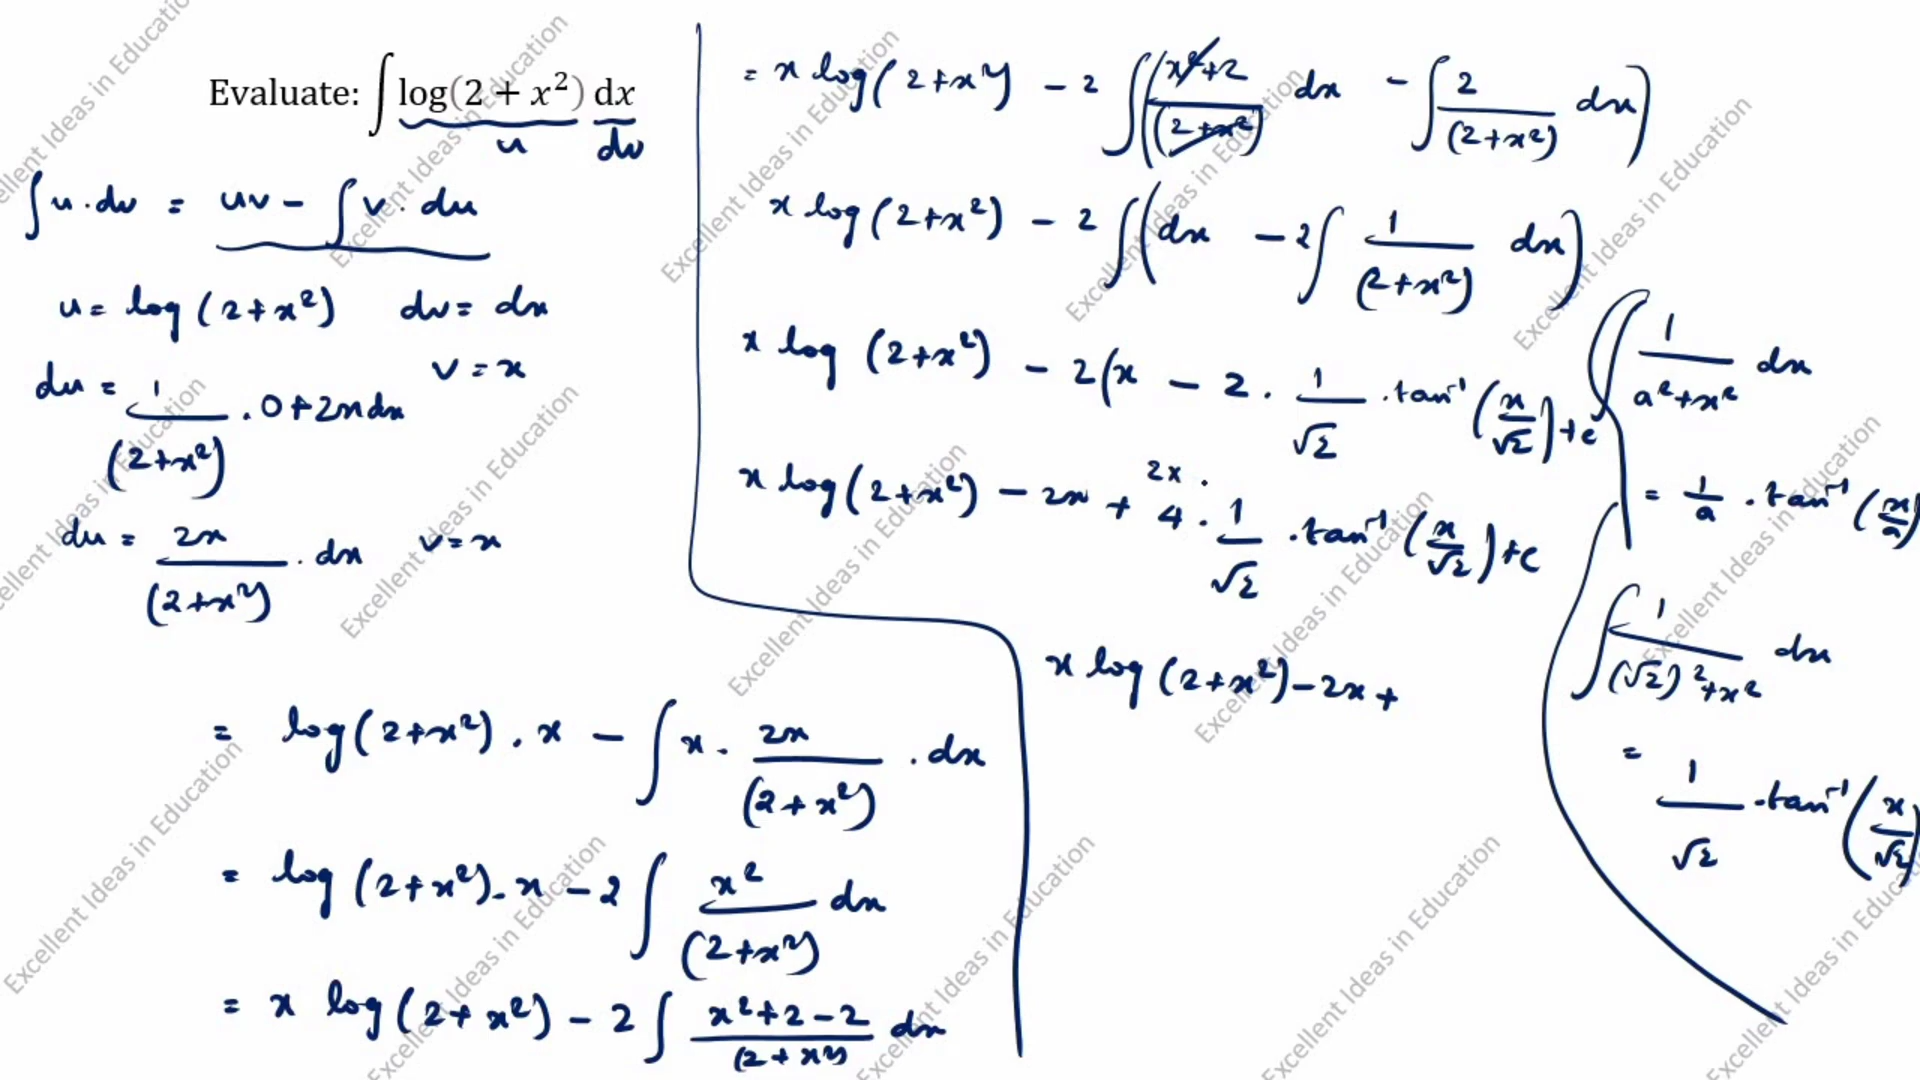 Evaluate: ∫ log(2 + x²) dx
u dv
∫ u · dv = uv − ∫ v · du
u = log (2+x²) dv = dx
v = x
du = 1/(2+x²) . 0+2xdx
du = 2x/(2+x²) . dx v = x
= log(2+x²) . x − ∫ x . 2x/(2+x²) . dx
= log (2+x²) . x − 2 ∫ x²/(2+x²) dx
= x log (2+x²) − 2 ∫ x²+2−2/(2+x²) dx
= x log(2+x²) − 2 ∫( x²+2/(2+x²) dx − ∫ 2/(2+x²) dx )
x log (2+x²) − 2 ∫( dx − 2∫ 1/(2+x²) dx )
x log (2+x²) − 2(x − 2 . 1/√2 . tan⁻¹ (x/√2)+c
2x .
x log(2+x²) − 2x + 4 . 1/√2 . tan⁻¹ (x/√2)+c
x log (2+x²) − 2x +
∫ 1/a²+x² dx
= 1/a . tan⁻¹ (x/a)
∫ 1/(√2)²+x² dx
= 1/√2 . tan⁻¹ (x/√2)
Excellent Ideas in Education